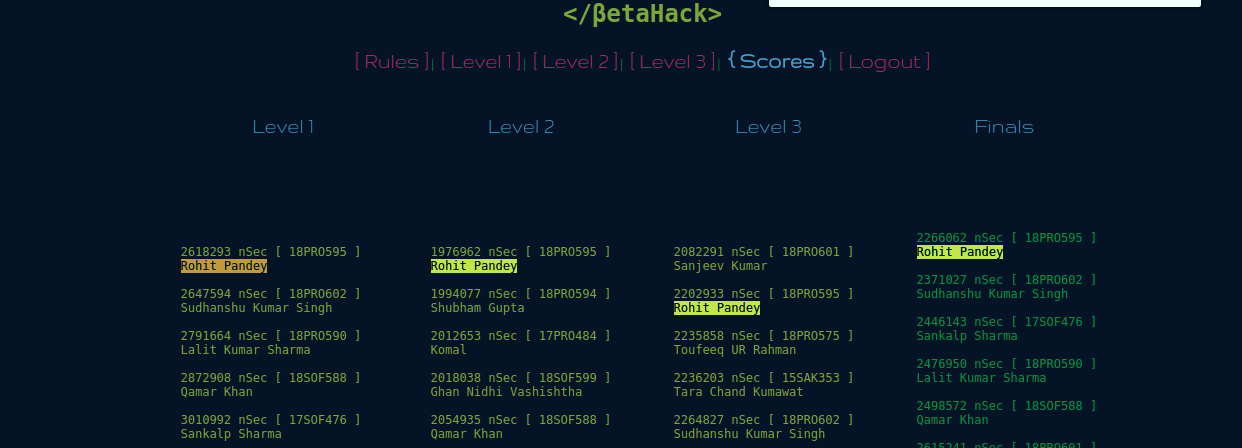 </βetaHack>
[ Rules ]| [ Level 1 ]| [ Level 2 ]| [ Level 3 ]| {Scores}| [ Logout ]
Level 1
2618293 nSec [ 18PRO595 ]
Rohit Pandey
2647594 nSec [ 18PRO602 ]
Sudhanshu Kumar Singh
2791664 nSec [ 18PRO590 ]
Lalit Kumar Sharma
2872908 nSec [ 18SOF588 ]
Qamar Khan
3010992 nSec [ 17SOF476 ]
Sankalp Sharma
Level 2
1976962 nSec [ 18PRO595 ]
Rohit Pandey
1994077 nSec [ 18PRO594 ]
Shubham Gupta
2012653 nSec [ 17PRO484 ]
Komal
2018038 nSec [ 18SOF599 ]
Ghan Nidhi Vashishtha
2054935 nSec [ 18SOF588 ]
Qamar Khan
Level 3
2082291 nSec [ 18PRO601 ]
Sanjeev Kumar
2202933 nSec [ 18PRO595 ]
Rohit Pandey
2235858 nSec [ 18PRO575 ]
Toufeeq UR Rahman
2236203 nSec [ 15SAK353 ]
Tara Chand Kumawat
2264827 nSec [ 18PRO602 ]
Sudhanshu Kumar Singh
Finals
2266062 nSec [ 18PRO595 ]
Rohit Pandey
2371027 nSec [ 18PRO602 ]
Sudhanshu Kumar Singh
2446143 nSec [ 17SOF476 ]
Sankalp Sharma
2476950 nSec [ 18PRO590 ]
Lalit Kumar Sharma
2498572 nSec [ 18SOF588 ]
Qamar Khan
2615241 nSec [ 18PRO601 ]